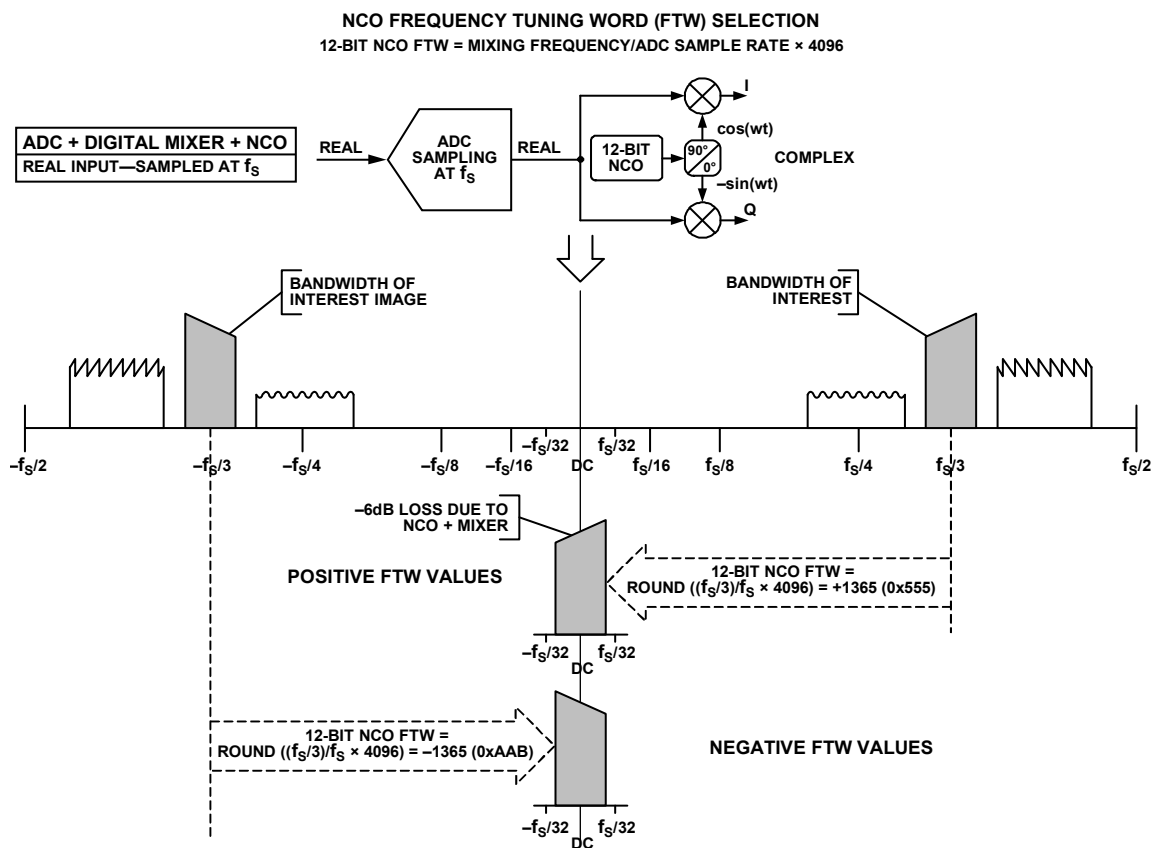 NCO FREQUENCY TUNING WORD (FTW) SELECTION
12-BIT NCO FTW = MIXING FREQUENCY/ADC SAMPLE RATE × 4096
ADC + DIGITAL MIXER + NCO
REAL INPUT—SAMPLED AT fS
REAL
ADC
SAMPLING
AT fS
REAL
12-BIT
NCO
90°
0°
I
cos(wt)
COMPLEX
–sin(wt)
Q
BANDWIDTH OF
INTEREST IMAGE
BANDWIDTH OF
INTEREST
–fS/2
–fS/3
–fS/4
–fS/8
–fS/16
–fS/32
DC
fS/32
fS/16
fS/8
fS/4
fS/3
fS/2
–6dB LOSS DUE TO
NCO + MIXER
POSITIVE FTW VALUES
12-BIT NCO FTW =
ROUND ((fS/3)/fS × 4096) = +1365 (0x555)
–fS/32
DC
fS/32
12-BIT NCO FTW =
ROUND ((fS/3)/fS × 4096) = –1365 (0xAAB)
NEGATIVE FTW VALUES
–fS/32
DC
fS/32